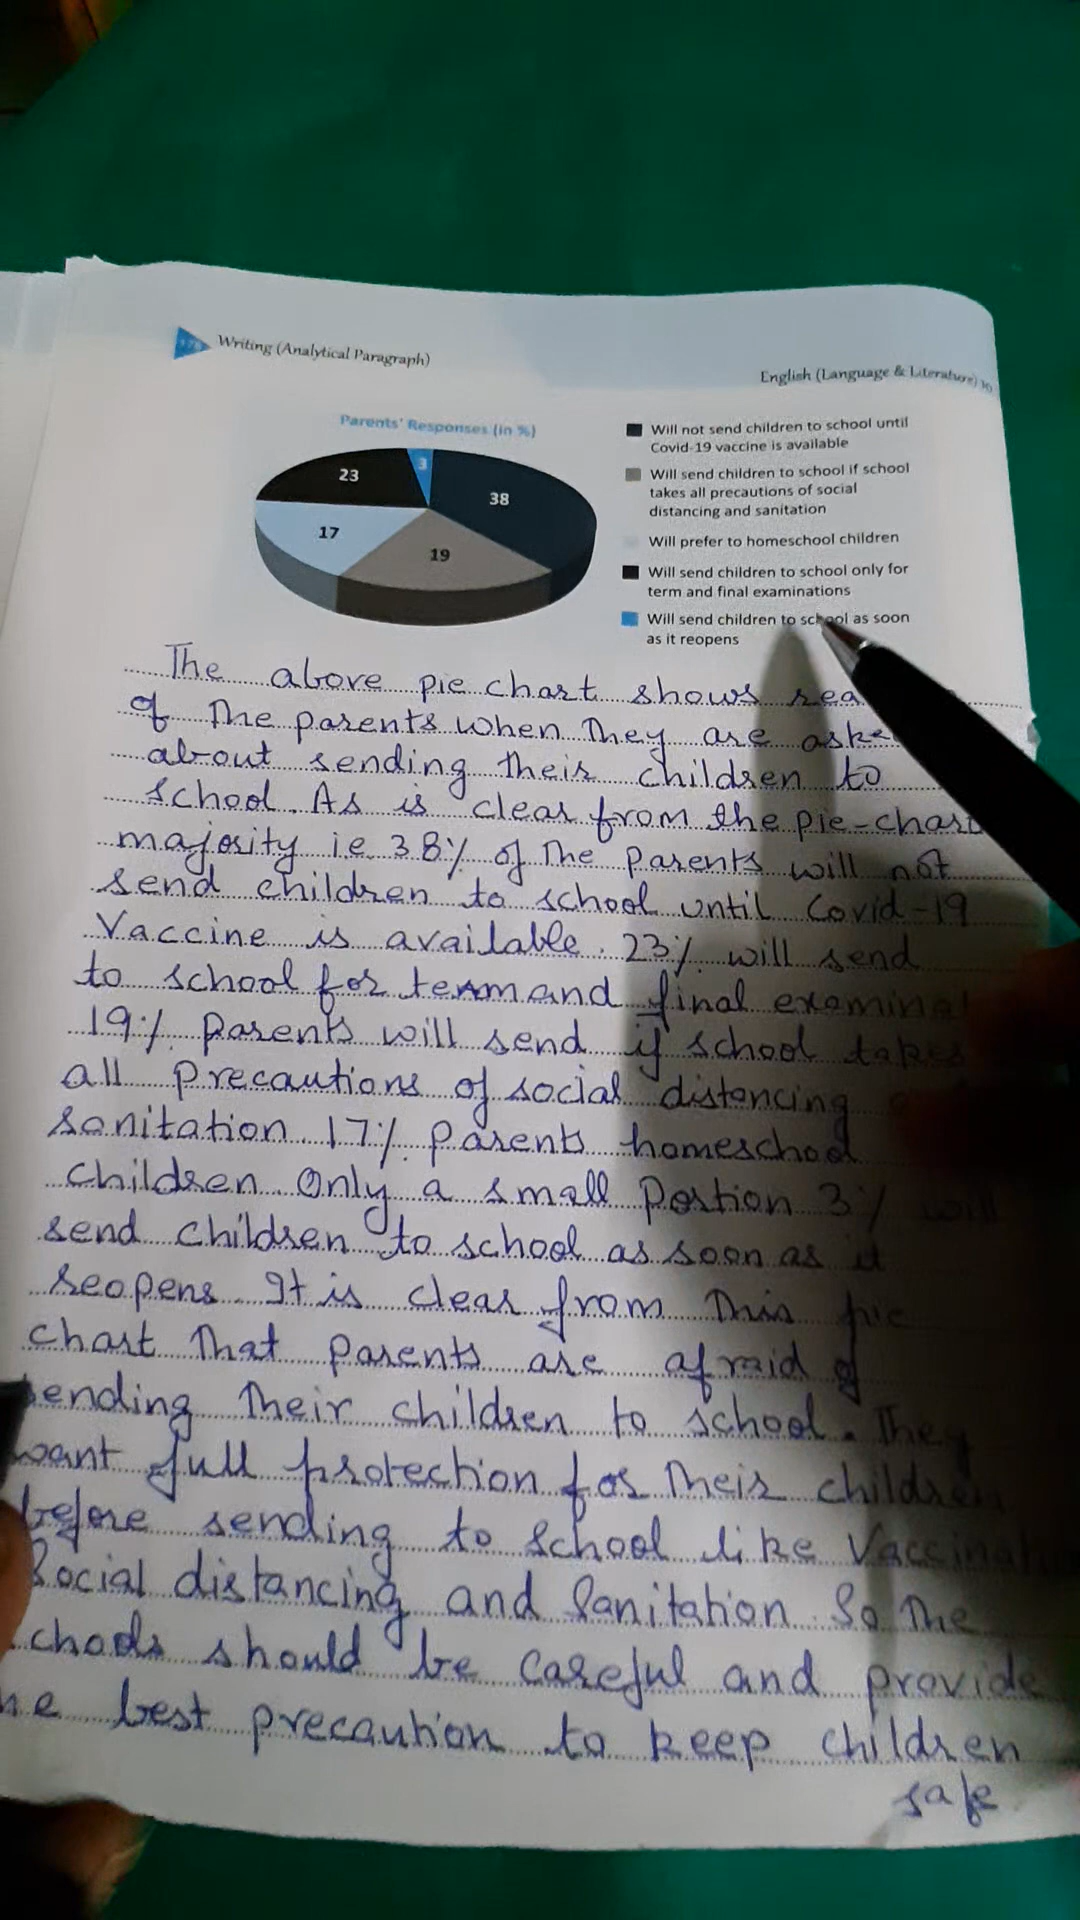 176 Writing (Analytical Paragraph)
English (Language & Literature) 10
Parents' Responses (in %)
3
23
38
17
19
Will not send children to school until
Covid-19 vaccine is available
Will send children to school if school
takes all precautions of social
distancing and sanitation
Will prefer to homeschool children
Will send children to school only for
term and final examinations
Will send children to school as soon
as it reopens
The above pie chart shows
of the parents when they are
about sending their children to
school. As is clear from the pie-chart
majority i.e. 38% of the parents will not
send children to school until Covid-19
Vaccine is available. 23% will send
to school for term and final
19% parents will send if school takes
all precautions of social distancing
sanitation. 17% parents homeschool
children. Only a small portion 3% will
send children to school as soon as it
reopens. It is clear from this pie
chart that parents are afraid of
sending their children to school. They
want full protection for their children
before sending to school like
Social distancing and Sanitation. So the
should be careful and provide
best precaution to keep children
safe